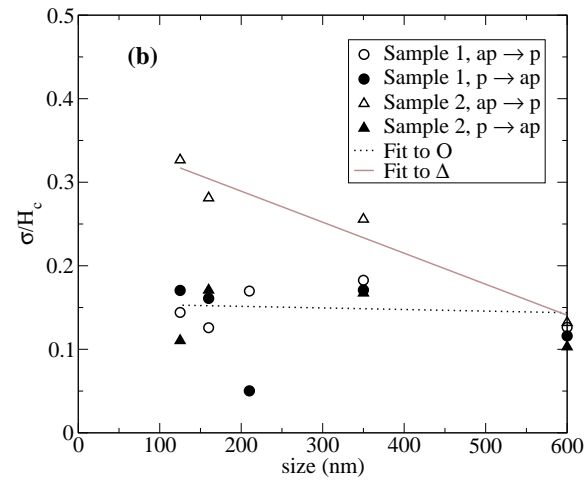 0.5
(b)
Sample 1, ap → p
Sample 1, p → ap
Sample 2, ap → p
Sample 2, p → ap
Fit to O
Fit to Δ
0.4
0.3
0.2
0.1
0
σ/H_c
0 100 200 300 400 500 600
size (nm)